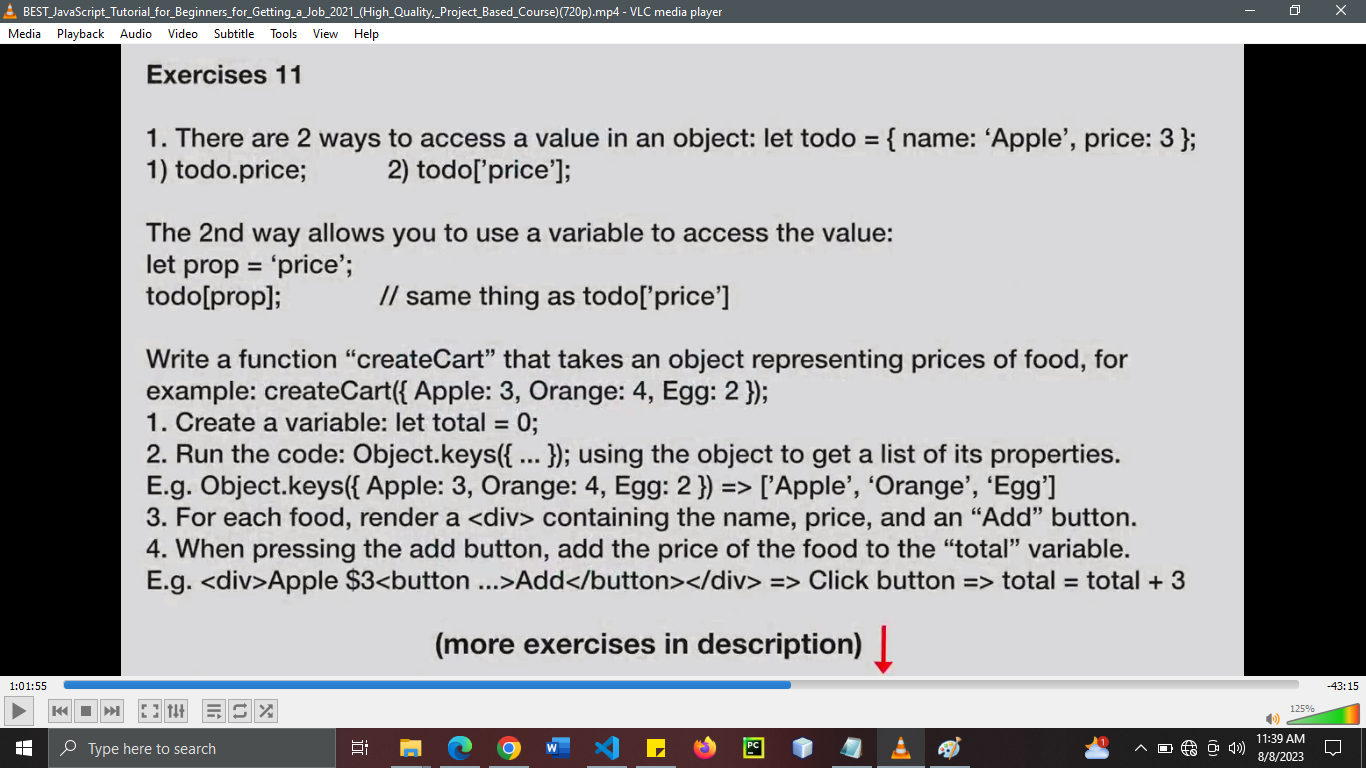 BEST_JavaScript_Tutorial_for_Beginners_for_Getting_a_Job_2021_(High_Quality,_Project_Based_Course)(720p).mp4 - VLC media player
Media Playback Audio Video Subtitle Tools View Help
Exercises 11
1. There are 2 ways to access a value in an object: let todo = { name: ‘Apple’, price: 3 };
1) todo.price; 2) todo[’price’];
The 2nd way allows you to use a variable to access the value:
let prop = ‘price’;
todo[prop]; // same thing as todo[’price’]
Write a function “createCart” that takes an object representing prices of food, for
example: createCart({ Apple: 3, Orange: 4, Egg: 2 });
1. Create a variable: let total = 0;
2. Run the code: Object.keys({ ... }); using the object to get a list of its properties.
E.g. Object.keys({ Apple: 3, Orange: 4, Egg: 2 }) => [’Apple’, ‘Orange’, ‘Egg’]
3. For each food, render a <div> containing the name, price, and an “Add” button.
4. When pressing the add button, add the price of the food to the “total” variable.
E.g. <div>Apple $3<button ...>Add</button></div> => Click button => total = total + 3
(more exercises in description)
1:01:55 -43:15
125%
Type here to search
W
PC
1
11:39 AM
8/8/2023